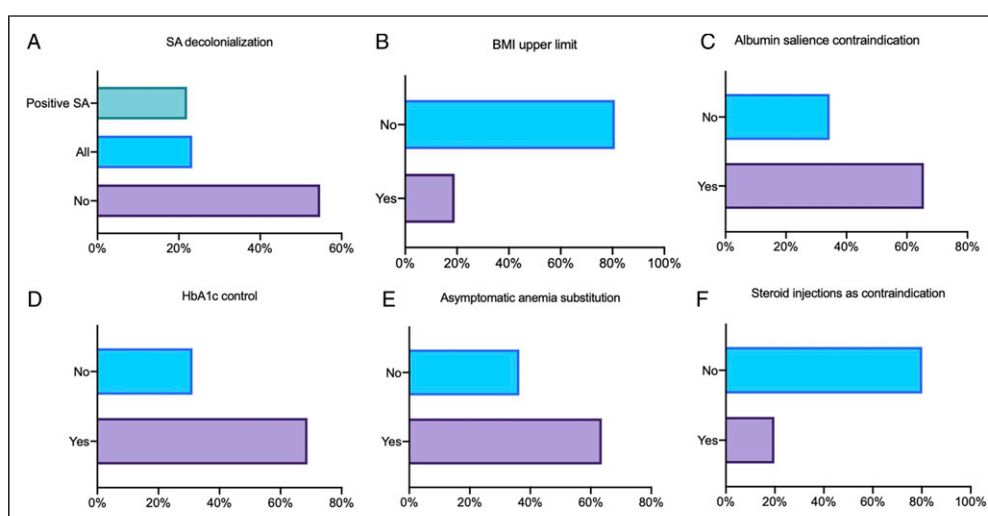 A
SA decolonialization
Positive SA
All
No
0%
20%
40%
60%
B
BMI upper limit
No
Yes
0%
20%
40%
60%
80%
100%
C
Albumin salience contraindication
No
Yes
0%
20%
40%
60%
80%
D
HbA1c control
No
Yes
0%
20%
40%
60%
80%
E
Asymptomatic anemia substitution
No
Yes
0%
20%
40%
60%
80%
F
Steroid injections as contraindication
No
Yes
0%
20%
40%
60%
80%
100%